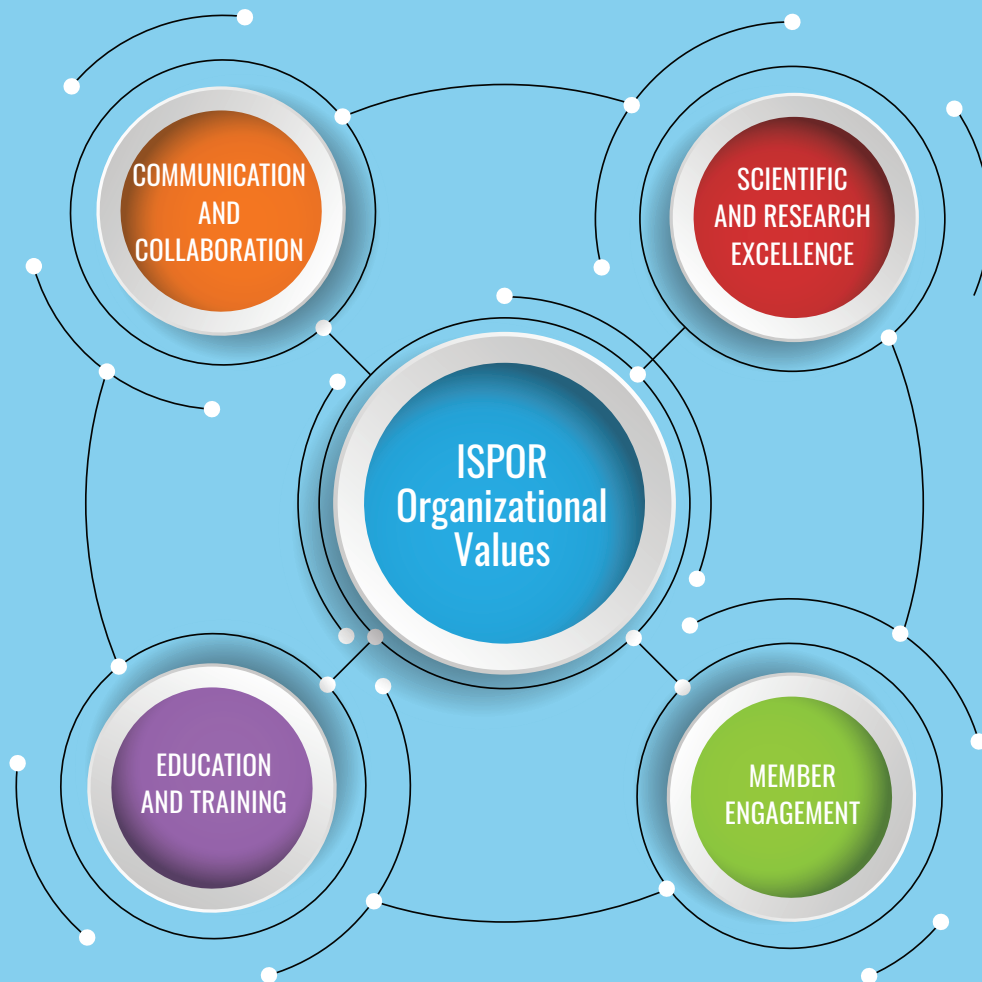 COMMUNICATION
AND
COLLABORATION
SCIENTIFIC
AND RESEARCH
EXCELLENCE
ISPOR
Organizational
Values
EDUCATION
AND TRAINING
MEMBER
ENGAGEMENT